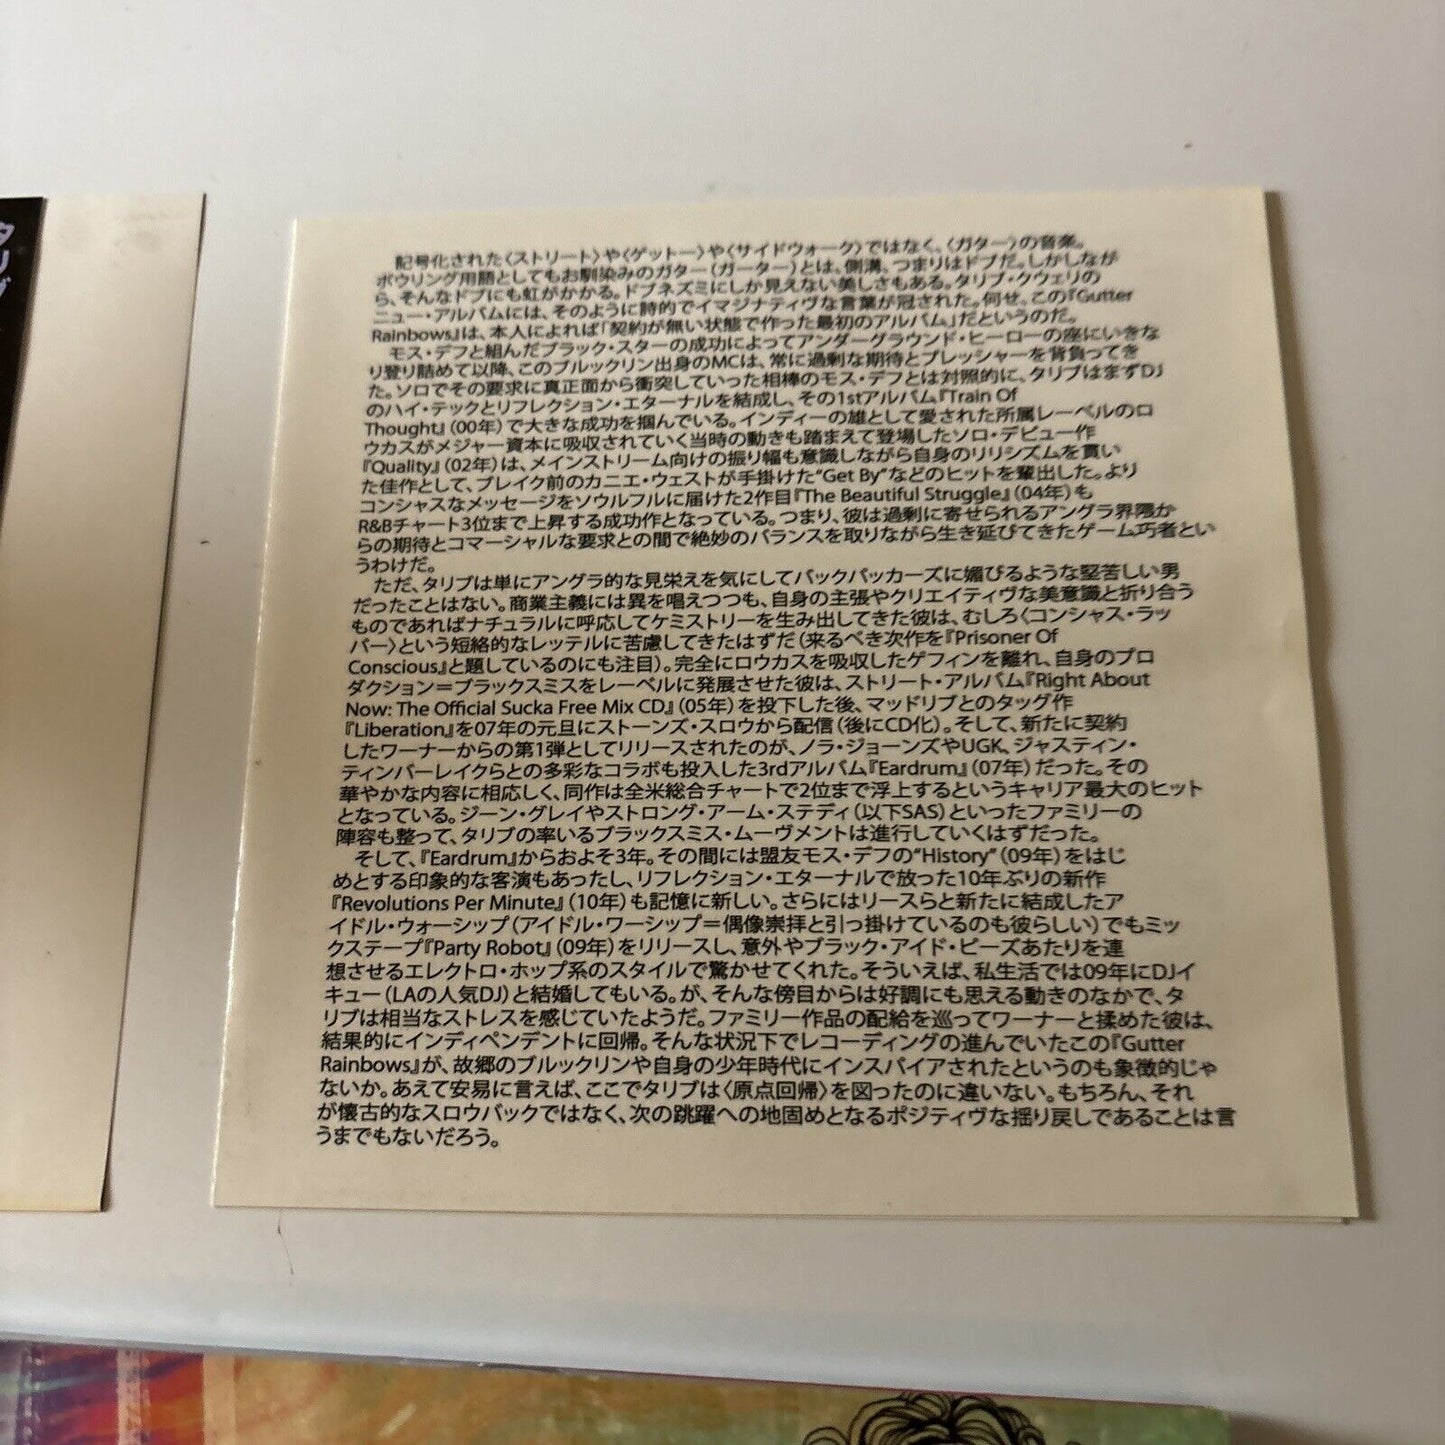 タリブ
記号化された〈ストリート〉や〈ゲットー〉や〈サイドウォーク〉ではなく、〈ガター〉の音楽。
ボウリング用語としてもお馴染みのガター（ガーター）とは、側溝、つまりはドブだ。しかしなが
ら、そんなドブにも虹がかかる。ドブネズミにしか見えない美しさもある。タリブ・クウェリの
ニュー・アルバムには、そのように詩的でイマジナティヴな言葉が冠された。何せ、この『Gutter
Rainbows』は、本人によれば「契約が無い状態で作った最初のアルバム」だというのだ。
モス・デフと組んだブラック・スターの成功によってアンダーグラウンド・ヒーローの座にいきな
り登り詰めて以降、このブルックリン出身のMCは、常に過剰な期待とプレッシャーを背負ってき
た。ソロでその要求に真正面から衝突していった相棒のモス・デフとは対照的に、タリブはまずDJ
のハイ・テックとリフレクション・エターナルを結成し、その1stアルバム『Train Of
Thought』（00年）で大きな成功を掴んでいる。インディーの雄として愛された所属レーベルのロ
ウカスがメジャー資本に吸収されていく当時の動きも踏まえて登場したソロ・デビュー作
『Quality』（02年）は、メインストリーム向けの振り幅も意識しながら自身のリリシズムを貫い
た佳作として、ブレイク前のカニエ・ウェストが手掛けた“Get By”などのヒットを輩出した。より
コンシャスなメッセージをソウルフルに届けた2作目『The Beautiful Struggle』（04年）も
R&Bチャート3位まで上昇する成功作となっている。つまり、彼は過剰に寄せられるアングラ界隈か
らの期待とコマーシャルな要求との間で絶妙のバランスを取りながら生き延びてきたゲーム巧者とい
うわけだ。
ただ、タリブは単にアングラ的な見栄えを気にしてバックパッカーズに媚びるような堅苦しい男
だったことはない。商業主義には異を唱えつつも、自身の主張やクリエイティヴな美意識と折り合う
ものであればナチュラルに呼応してケミストリーを生み出してきた彼は、むしろ〈コンシャス・ラッ
パー〉という短絡的なレッテルに苦慮してきたはずだ（来るべき次作を『Prisoner Of
Conscious』と題しているのにも注目）。完全にロウカスを吸収したゲフィンを離れ、自身のプロ
ダクション＝ブラックスミスをレーベルに発展させた彼は、ストリート・アルバム『Right About
Now: The Official Sucka Free Mix CD』（05年）を投下した後、マッドリブとのタッグ作
『Liberation』を07年の元旦にストーンズ・スロウから配信（後にCD化）。そして、新たに契約
したワーナーからの第1弾としてリリースされたのが、ノラ・ジョーンズやUGK、ジャスティン・
ティンバーレイクらとの多彩なコラボも投入した3rdアルバム『Eardrum』（07年）だった。その
華やかな内容に相応しく、同作は全米総合チャートで2位まで浮上するというキャリア最大のヒット
となっている。ジーン・グレイやストロング・アーム・ステディ（以下SAS）といったファミリーの
陣容も整って、タリブの率いるブラックスミス・ムーヴメントは進行していくはずだった。
そして、『Eardrum』からおよそ3年。その間には盟友モス・デフの“History”（09年）をはじ
めとする印象的な客演もあったし、リフレクション・エターナルで放った10年ぶりの新作
『Revolutions Per Minute』（10年）も記憶に新しい。さらにはリースらと新たに結成したア
イドル・ウォーシップ（アイドル・ワーシップ＝偶像崇拝と引っ掛けているのも彼らしい）でもミッ
クステープ『Party Robot』（09年）をリリースし、意外やブラック・アイド・ピーズあたりを連
想させるエレクトロ・ホップ系のスタイルで驚かせてくれた。そういえば、私生活では09年にDJイ
キュー（LAの人気DJ）と結婚してもいる。が、そんな傍目からは好調にも思える動きのなかで、タ
リブは相当なストレスを感じていたようだ。ファミリー作品の配給を巡ってワーナーと揉めた彼は、
結果的にインディペンデントに回帰。そんな状況下でレコーディングの進んでいたこの『Gutter
Rainbows』が、故郷のブルックリンや自身の少年時代にインスパイアされたというのも象徴的じゃ
ないか。あえて安易に言えば、ここでタリブは〈原点回帰〉を図ったのに違いない。もちろん、それ
が懐古的なスロウバックではなく、次の跳躍への地固めとなるポジティヴな揺り戻しであることは言
うまでもないだろう。